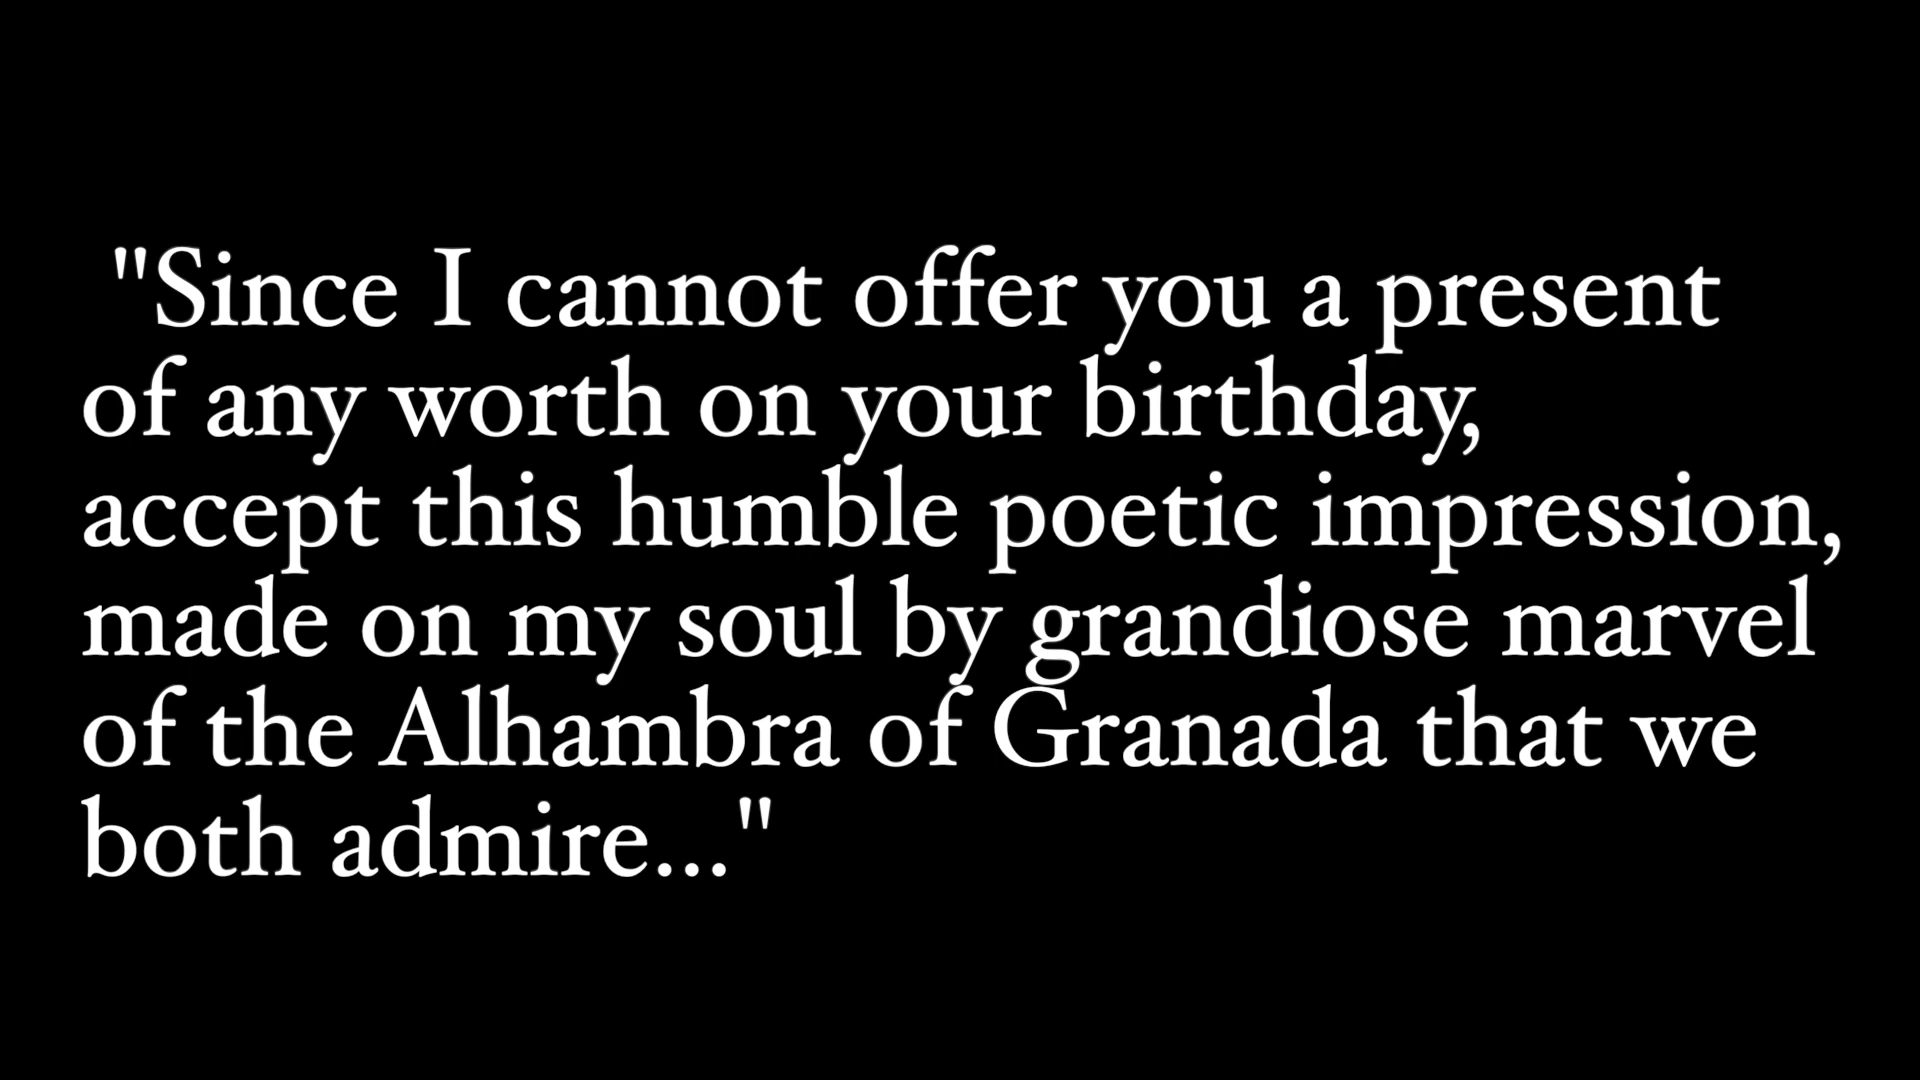 "Since I cannot offer you a present
of any worth on your birthday,
accept this humble poetic impression,
made on my soul by grandiose marvel
of the Alhambra of Granada that we
both admire..."